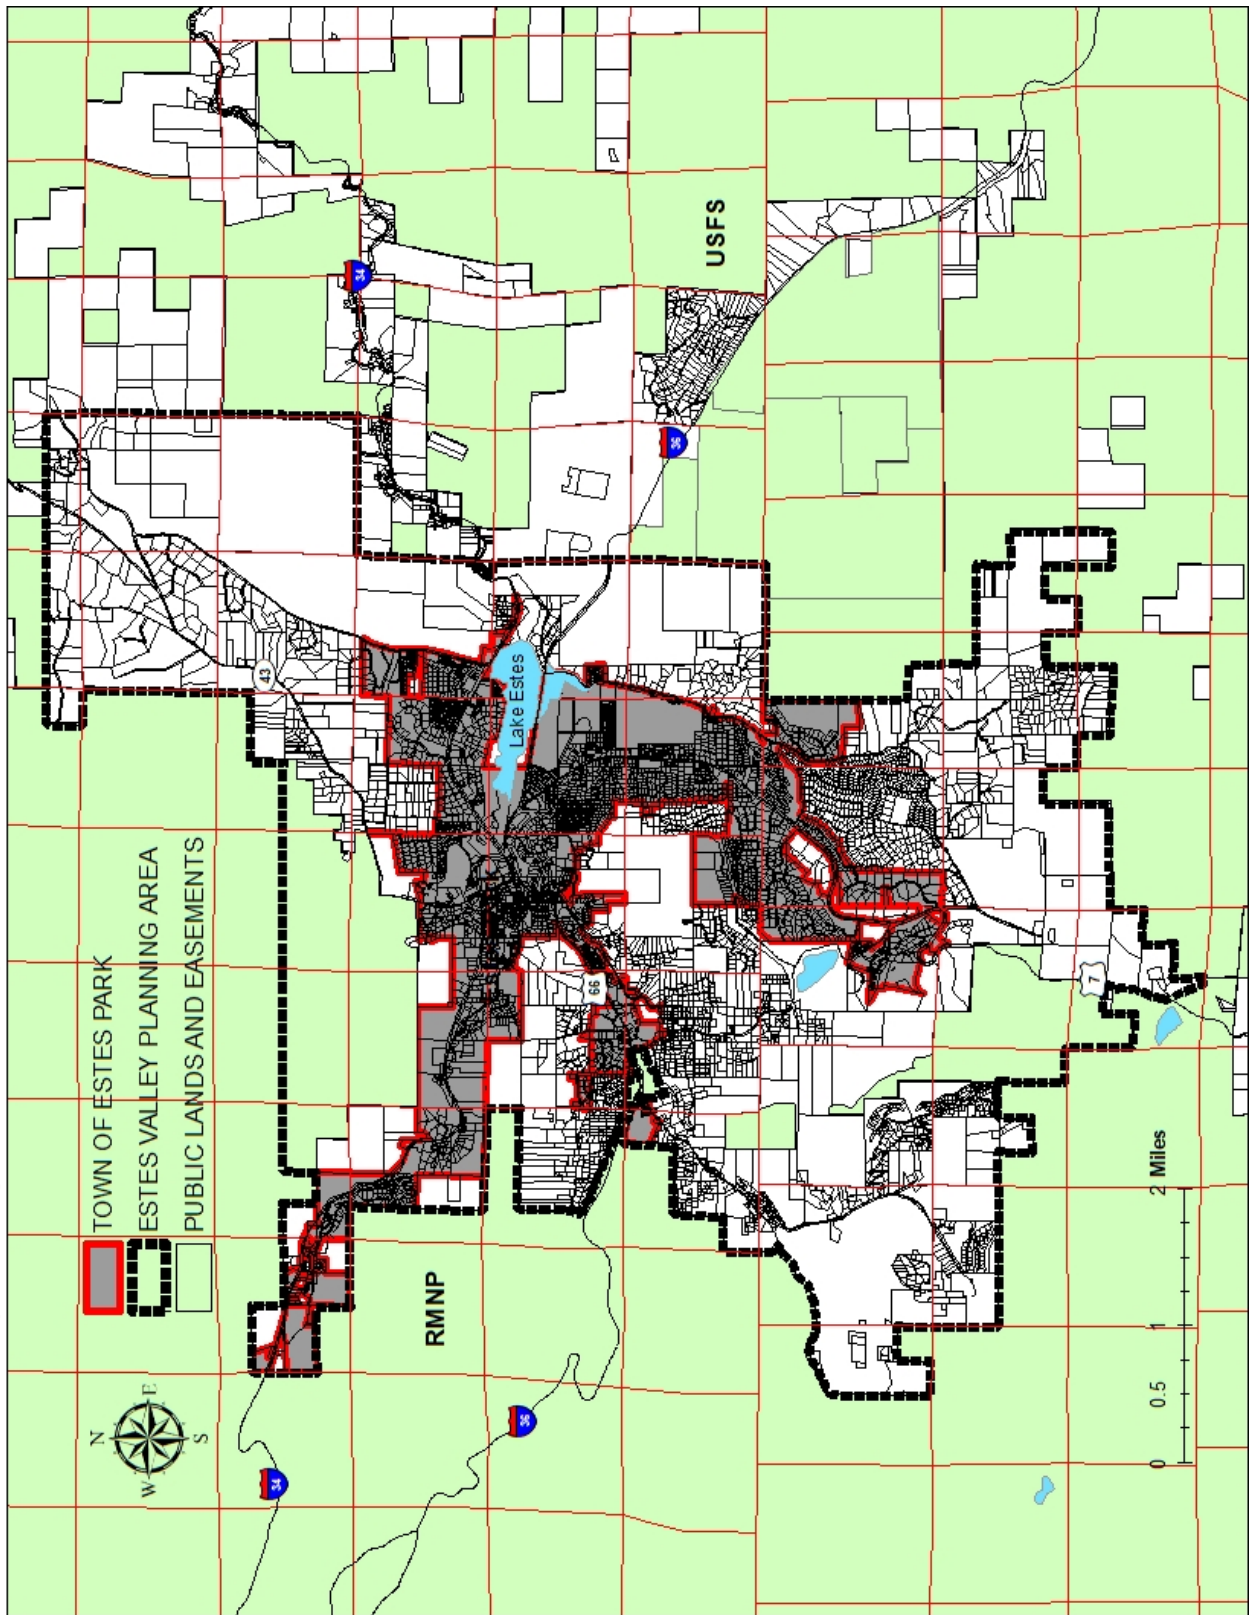 TOWN OF ESTES PARK
ESTES VALLEY PLANNING AREA
PUBLIC LANDS AND EASEMENTS
N
W
E
S
34
36
RMNP
43
Lake Estes
66
7
34
36
USFS
0
0.5
1
2 Miles